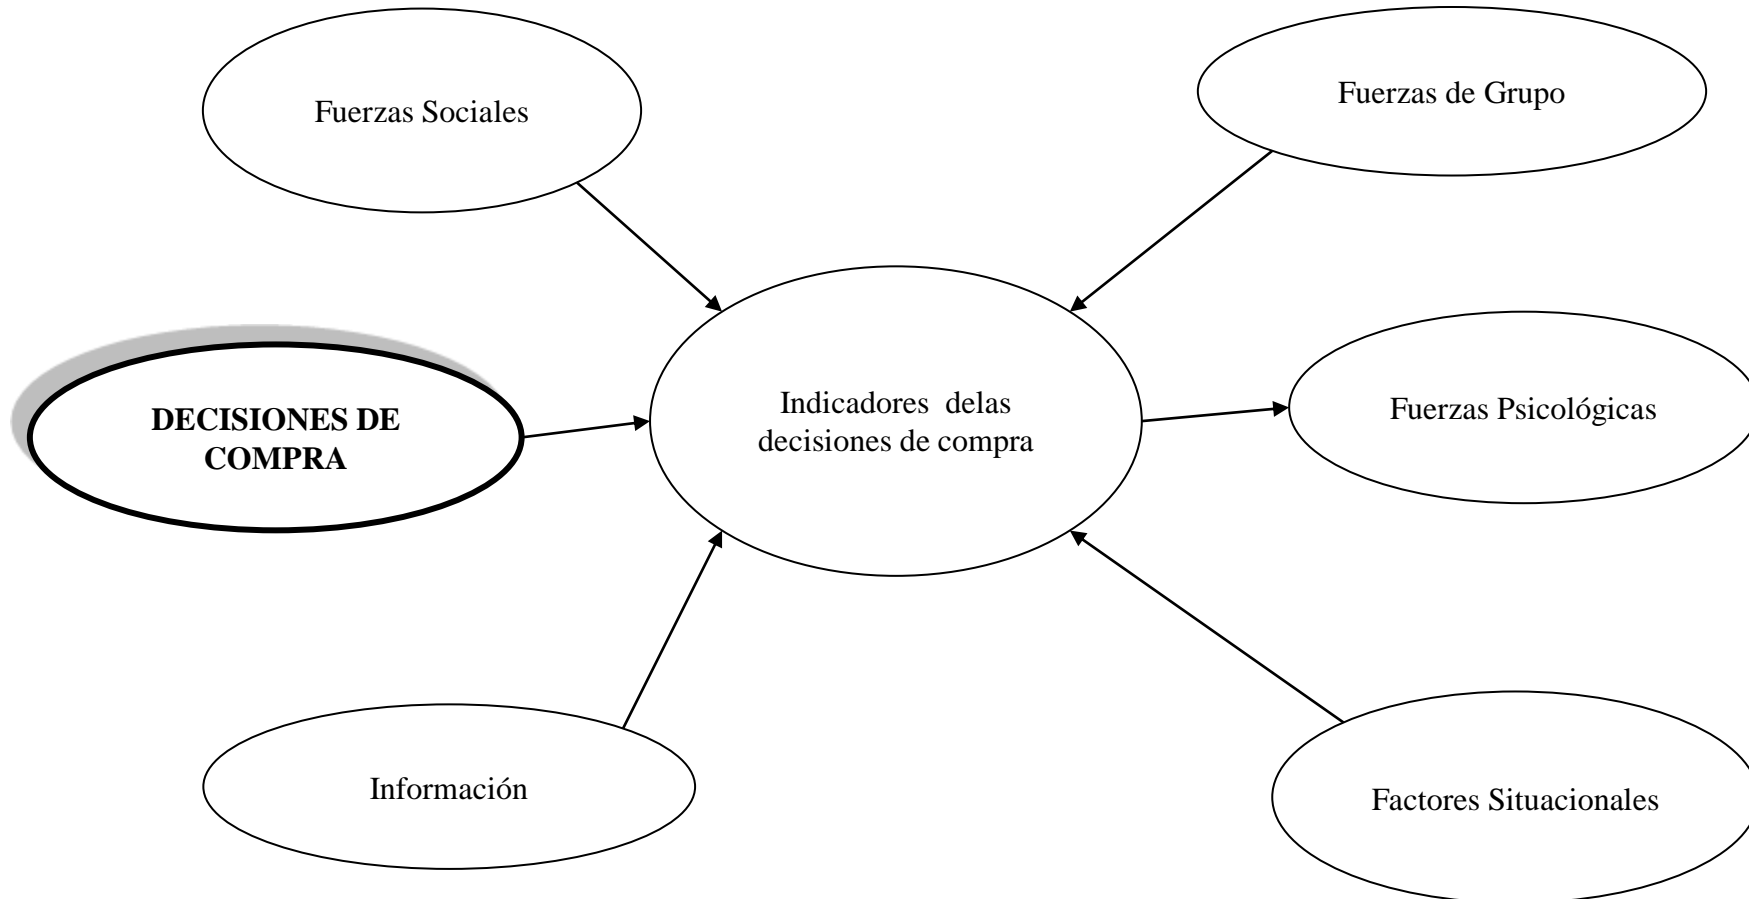 Fuerzas Sociales
Fuerzas de Grupo
DECISIONES DE
COMPRA
Indicadores  delas
decisiones de compra
Fuerzas Psicológicas
Información
Factores Situacionales